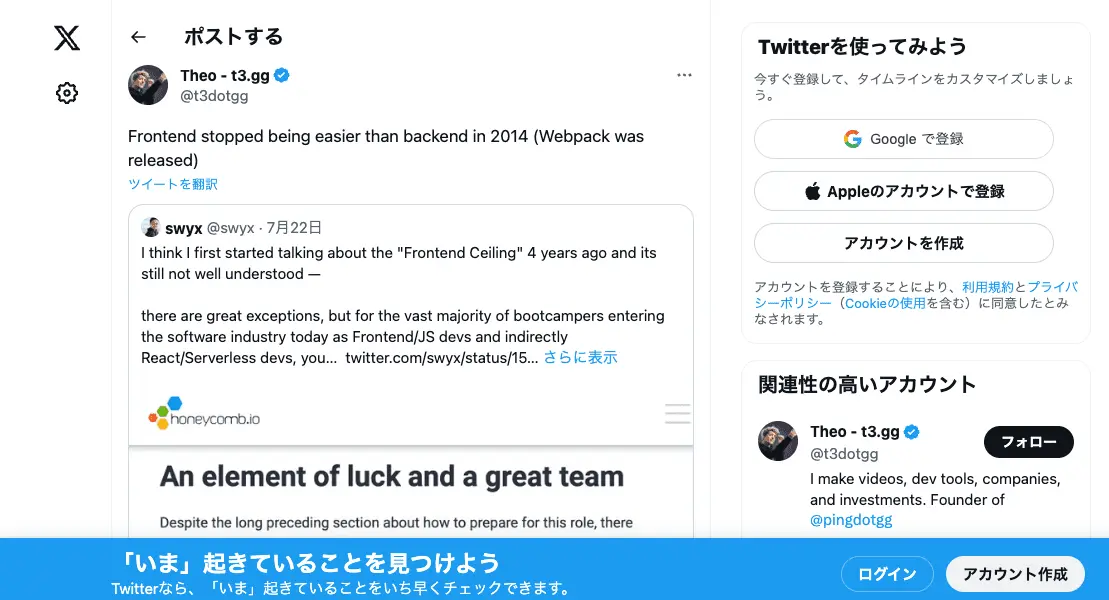 ポストする
Theo - t3.gg
@t3dotgg
Frontend stopped being easier than backend in 2014 (Webpack was
released)
ツイートを翻訳
swyx @swyx · 7月22日
I think I first started talking about the "Frontend Ceiling" 4 years ago and its
still not well understood —
there are great exceptions, but for the vast majority of bootcampers entering
the software industry today as Frontend/JS devs and indirectly
React/Serverless devs, you… twitter.com/swyx/status/15… さらに表示
honeycomb.io
An element of luck and a great team
Despite the long preceding section about how to prepare for this role, there
Twitterを使ってみよう
今すぐ登録して、タイムラインをカスタマイズしましょ
う。
Google で登録
Appleのアカウントで登録
アカウントを作成
アカウントを登録することにより、利用規約とプライバ
シーポリシー（Cookieの使用を含む）に同意したとみ
なされます。
関連性の高いアカウント
Theo - t3.gg
@t3dotgg
フォロー
I make videos, dev tools, companies,
and investments. Founder of
@pingdotgg
「いま」起きていることを見つけよう
Twitterなら、「いま」起きていることをいち早くチェックできます。
ログイン
アカウント作成